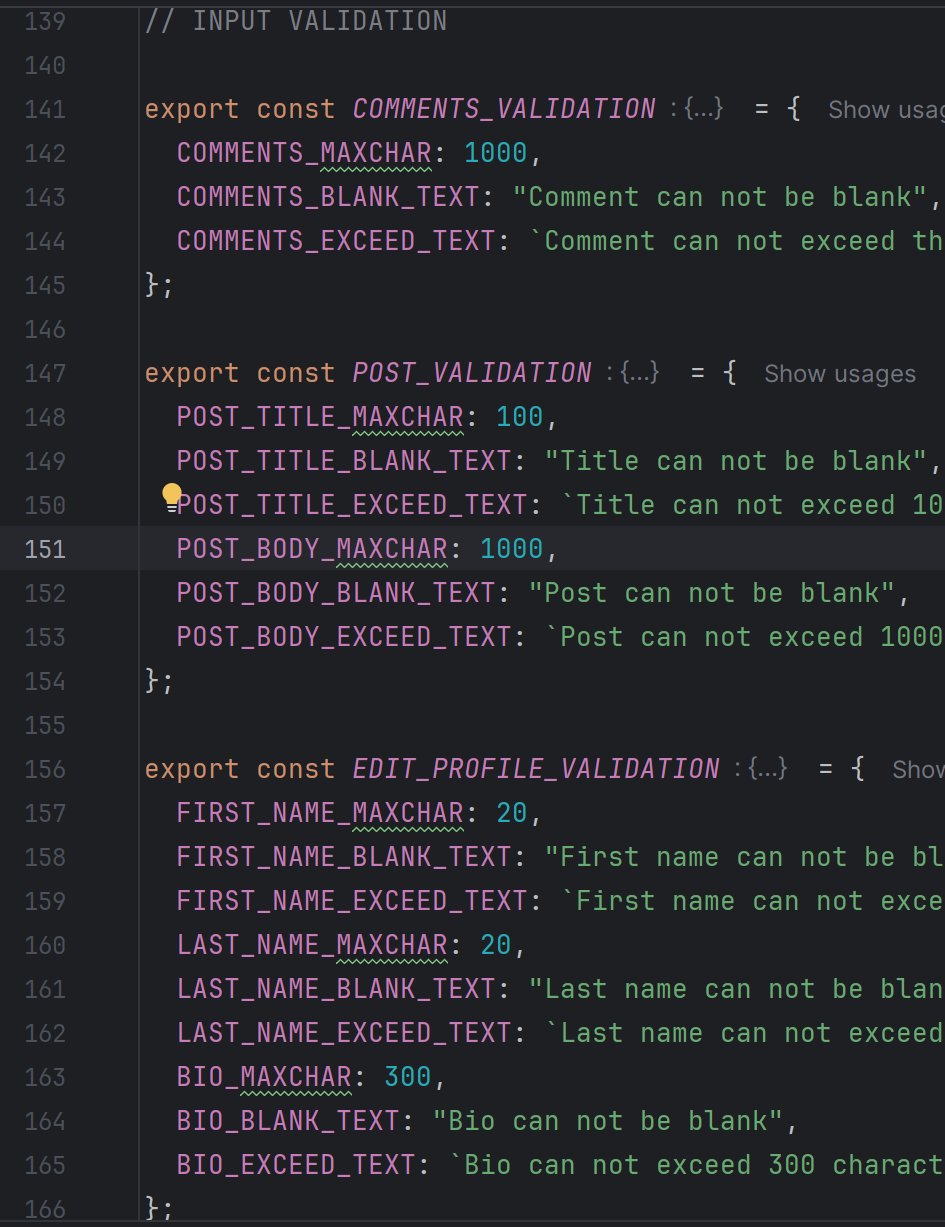 139 // INPUT VALIDATION
140
141 export const COMMENTS_VALIDATION : {...} = { Show
142 COMMENTS_MAXCHAR: 1000,
143 COMMENTS_BLANK_TEXT: "Comment can not be blank",
144 COMMENTS_EXCEED_TEXT: `Comment can not exceed
145 };
146
147 export const POST_VALIDATION : {...} = { Show usages
148 POST_TITLE_MAXCHAR: 100,
149 POST_TITLE_BLANK_TEXT: "Title can not be blank",
150 POST_TITLE_EXCEED_TEXT: `Title can not exceed 10
151 POST_BODY_MAXCHAR: 1000,
152 POST_BODY_BLANK_TEXT: "Post can not be blank",
153 POST_BODY_EXCEED_TEXT: `Post can not exceed 1000
154 };
155
156 export const EDIT_PROFILE_VALIDATION : {...} = { Show
157 FIRST_NAME_MAXCHAR: 20,
158 FIRST_NAME_BLANK_TEXT: "First name can not be bl
159 FIRST_NAME_EXCEED_TEXT: `First name can not exce
160 LAST_NAME_MAXCHAR: 20,
161 LAST_NAME_BLANK_TEXT: "Last name can not be blan
162 LAST_NAME_EXCEED_TEXT: `Last name can not exceed
163 BIO_MAXCHAR: 300,
164 BIO_BLANK_TEXT: "Bio can not be blank",
165 BIO_EXCEED_TEXT: `Bio can not exceed 300 charact
166 };